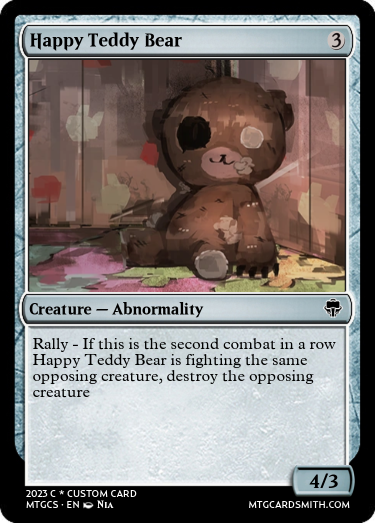 Happy Teddy Bear 3
Creature — Abnormality
Rally - If this is the second combat in a row
Happy Teddy Bear is fighting the same
opposing creature, destroy the opposing
creature
4/3
2023 C * CUSTOM CARD
MTGCS • EN NIA
MTGCARDSMITH.COM